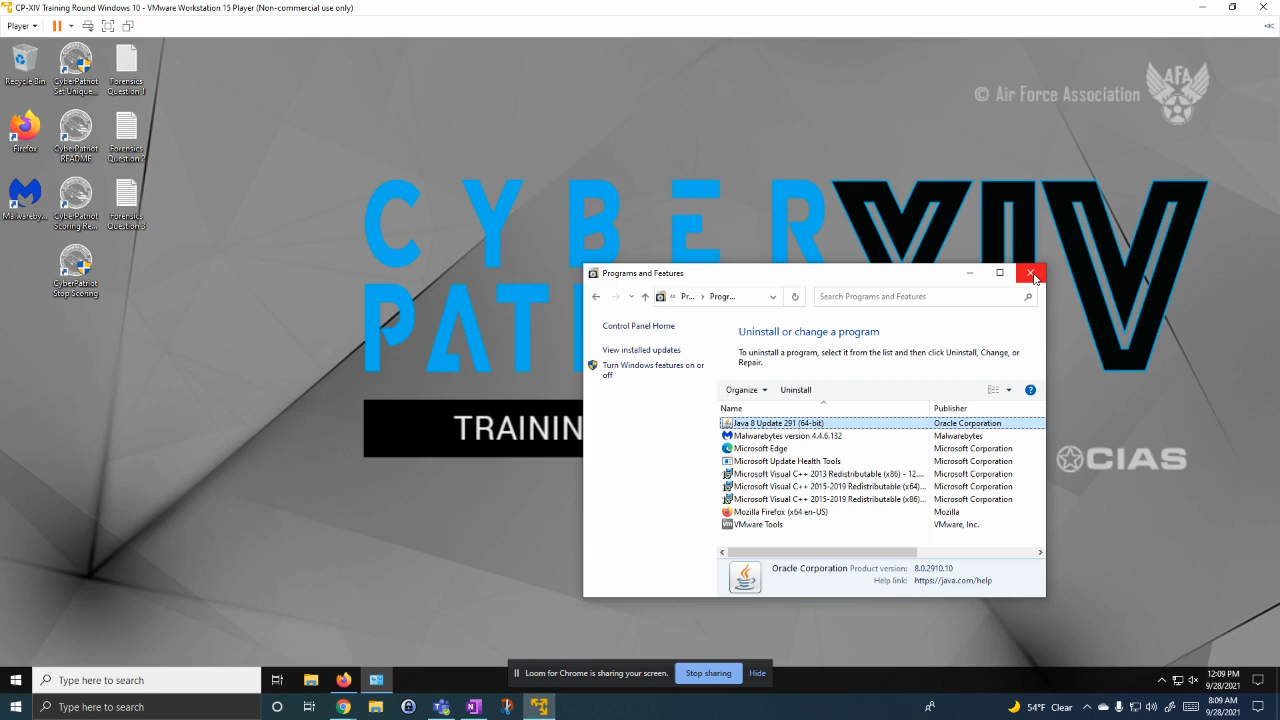 CP-XIV Training Round Windows 10 - VMware Workstation 15 Player (Non-commercial use only)
Player
Recycle Bin
CyberPatriot
Set Unique...
Forensics
Question 1
Firefox
CyberPatriot
README
Forensics
Question 2
Malwareby...
CyberPatriot
Scoring Re...
Forensics
Question 3
CyberPatriot
Stop Scoring
© Air Force Association
AFA
CYBER XIV
PAT
TRAININ
CIAS
Programs and Features
« Pr... › Progr...
Search Programs and Features
Control Panel Home
View installed updates
Turn Windows features on or
off
Uninstall or change a program
To uninstall a program, select it from the list and then click Uninstall, Change, or
Repair.
Organize
Uninstall
Name Publisher
Java 8 Update 291 (64-bit) Oracle Corporation
Malwarebytes version 4.4.6.132 Malwarebytes
Microsoft Edge Microsoft Corporation
Microsoft Update Health Tools Microsoft Corporation
Microsoft Visual C++ 2013 Redistributable (x86) - 12.... Microsoft Corporation
Microsoft Visual C++ 2015-2019 Redistributable (x64)... Microsoft Corporation
Microsoft Visual C++ 2015-2019 Redistributable (x86)... Microsoft Corporation
Mozilla Firefox (x64 en-US) Mozilla
VMware Tools VMware, Inc.
Oracle Corporation Product version: 8.0.2910.10
Help link: https://java.com/help
Type here to search
Loom for Chrome is sharing your screen.
Stop sharing
Hide
12:09 PM
9/28/2021
Type here to search
54°F Clear
8:09 AM
9/28/2021